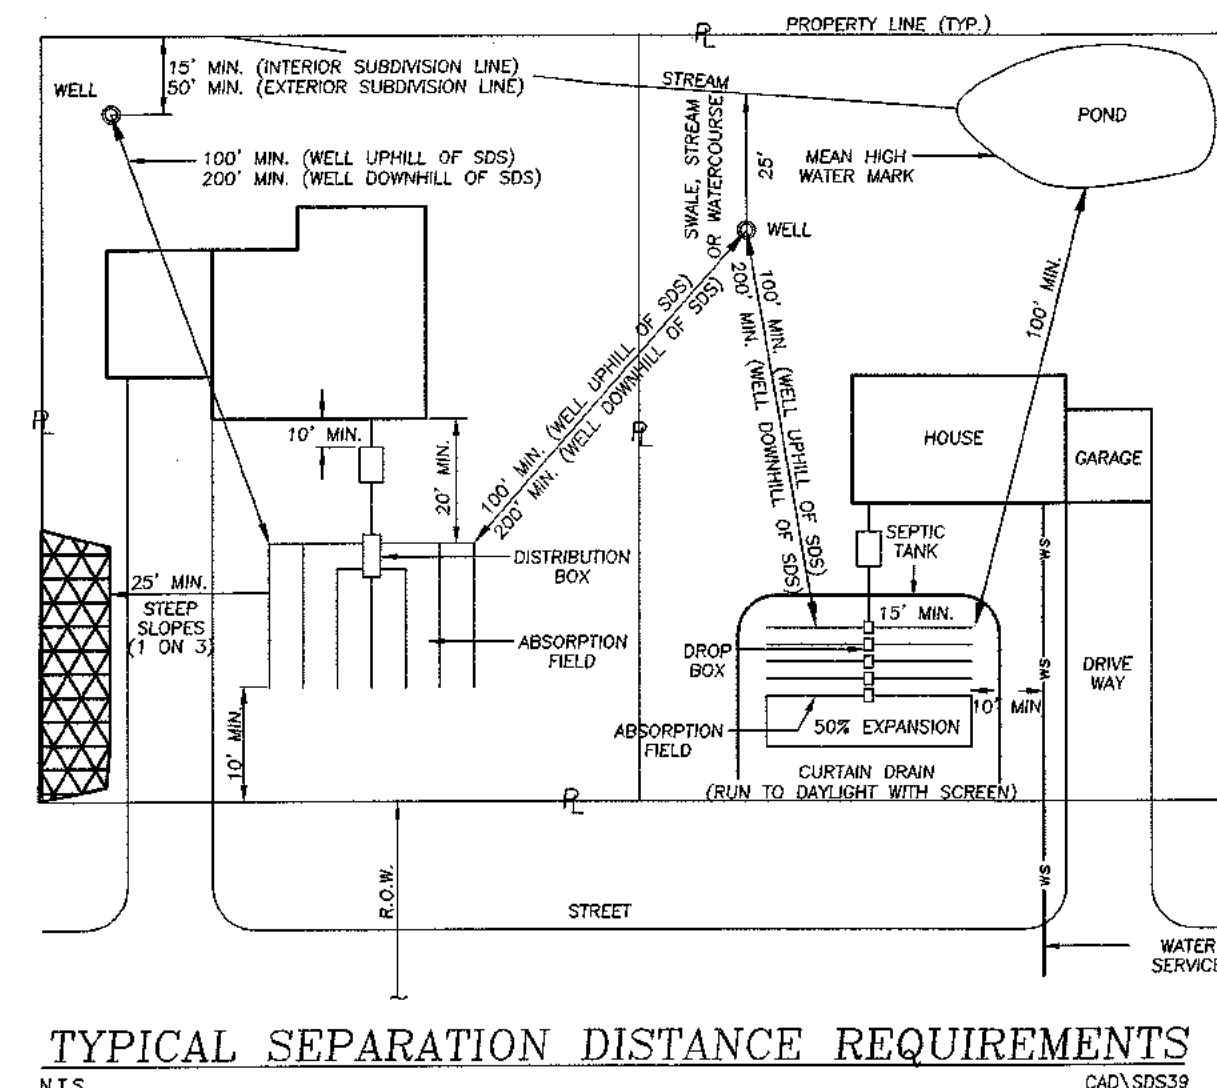 PROPERTY LINE (TYP.)
PL
15' MIN. (INTERIOR SUBDIVISION LINE)
50' MIN. (EXTERIOR SUBDIVISION LINE)
WELL
STREAM
POND
100' MIN. (WELL UPHILL OF SDS)
200' MIN. (WELL DOWNHILL OF SDS)
SWALE, STREAM
OR WATERCOURSE
25'
MEAN HIGH
WATER MARK
WELL
100' MIN. (WELL UPHILL OF SDS)
200' MIN. (WELL DOWNHILL OF SDS)
100' MIN. (WELL UPHILL OF SDS)
200' MIN. (WELL DOWNHILL OF SDS)
100' MIN.
PL
10' MIN.
20' MIN.
PL
HOUSE
GARAGE
DISTRIBUTION
BOX
SEPTIC
TANK
WS
25' MIN.
STEEP
SLOPES
(1 ON 3)
ABSORPTION
FIELD
15' MIN.
DROP
BOX
WS
DRIVE
WAY
10' MIN.
10' MIN
ABSORPTION
FIELD
50% EXPANSION
CURTAIN DRAIN
(RUN TO DAYLIGHT WITH SCREEN)
PL
R.O.W.
STREET
WS
WATER
SERVICE
TYPICAL SEPARATION DISTANCE REQUIREMENTS
N.T.S.
CAD\SDS39